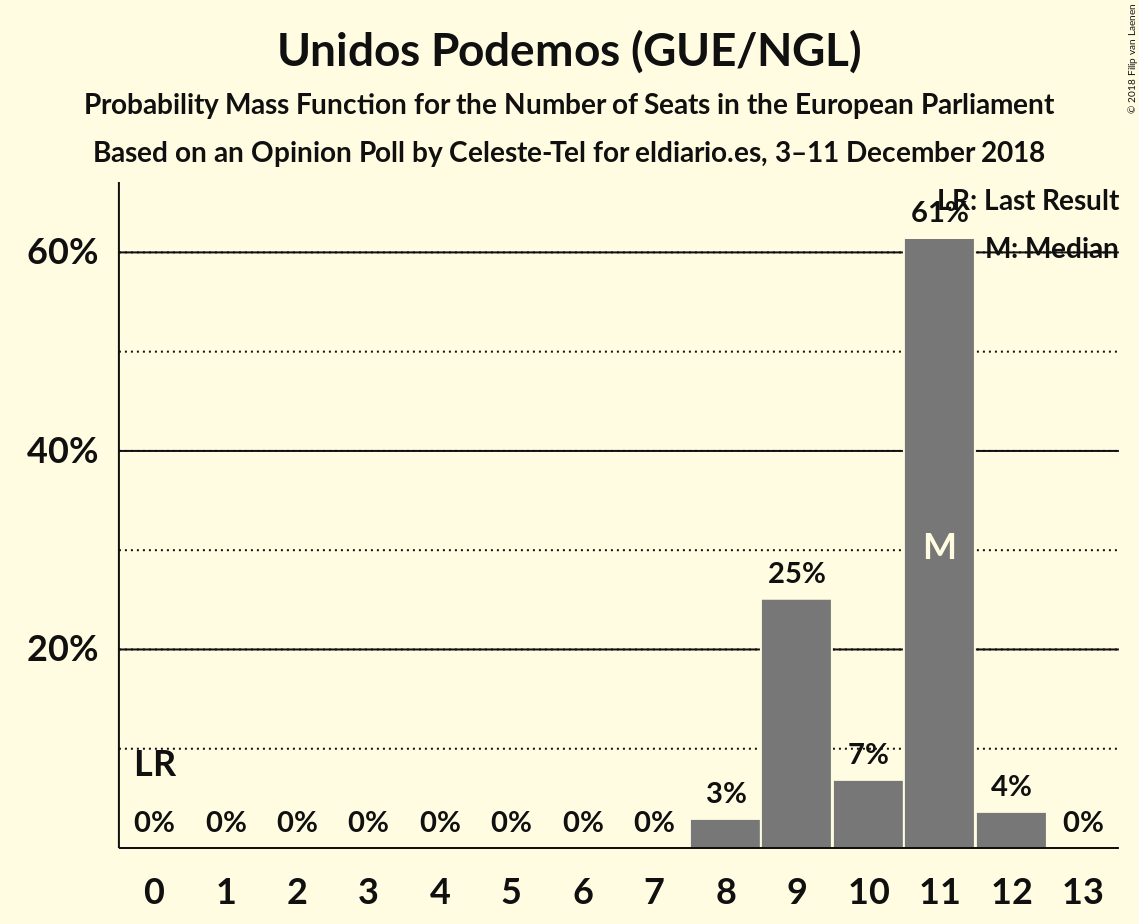 Unidos Podemos (GUE/NGL)
Probability Mass Function for the Number of Seats in the European Parliament
Based on an Opinion Poll by Celeste-Tel for eldiario.es, 3–11 December 2018
© 2018 Filip van Laenen
LR: Last Result
M: Median
61%
60%
40%
M
25%
20%
LR
7%
3%
4%
0% 0% 0% 0% 0% 0% 0% 0% 0%
0 1 2 3 4 5 6 7 8 9 10 11 12 13